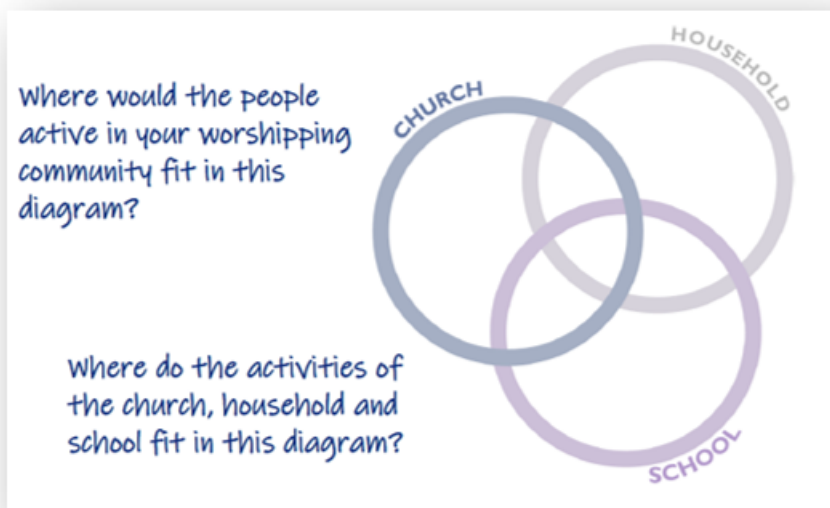 HOUSEHOLD
CHURCH
Where would the people
active in your worshipping
community fit in this
diagram?
Where do the activities of
the church, household and
school fit in this diagram?
SCHOOL